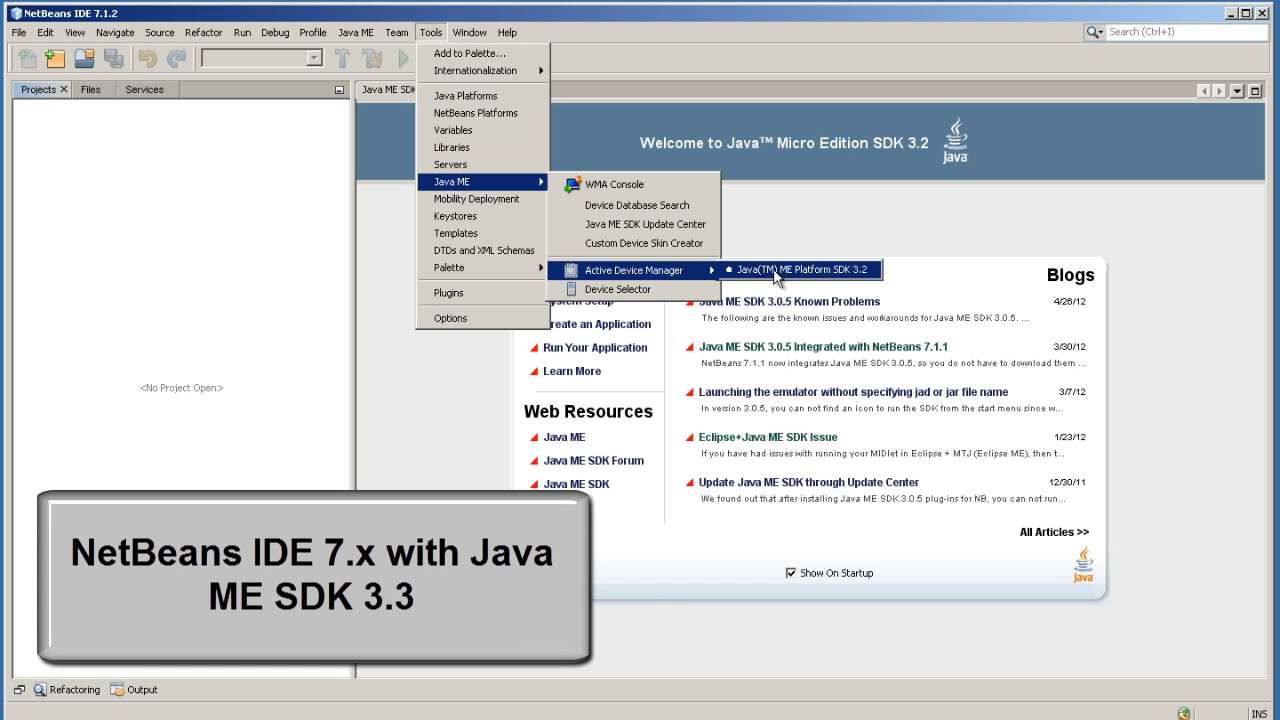 NetBeans IDE 7.1.2
File Edit View Navigate Source Refactor Run Debug Profile Java ME Team Tools Window Help
Search (Ctrl+I)
Projects Files Services
Java ME SDK
Add to Palette...
Internationalization
Java Platforms
NetBeans Platforms
Variables
Libraries
Servers
Java ME
Mobility Deployment
Keystores
Templates
DTDs and XML Schemas
Palette
Plugins
Options
WMA Console
Device Database Search
Java ME SDK Update Center
Custom Device Skin Creator
Active Device Manager
Device Selector
Java(TM) ME Platform SDK 3.2
Welcome to Java™ Micro Edition SDK 3.2
Java
<No Project Open>
Create an Application
Run Your Application
Learn More
Web Resources
Java ME
Java ME SDK Forum
Java ME SDK
Blogs
Java ME SDK 3.0.5 Known Problems 4/26/12
The following are the known issues and workarounds for Java ME SDK 3.0.5. ...
Java ME SDK 3.0.5 Integrated with NetBeans 7.1.1 3/30/12
NetBeans 7.1.1 now integrates Java ME SDK 3.0.5, so you do not have to download them ...
Launching the emulator without specifying jad or jar file name 3/7/12
In version 3.0.5, you can not find an icon to run the SDK from the start menu since w...
Eclipse+Java ME SDK Issue 1/23/12
If you have had issues with running your MIDlet in Eclipse + MTJ (Eclipse ME), then t...
Update Java ME SDK through Update Center 12/30/11
We found out that after installing Java ME SDK 3.0.5 plug-ins for NB, you can not run...
All Articles >>
Java
Show On Startup
NetBeans IDE 7.x with Java
ME SDK 3.3
Refactoring Output
INS